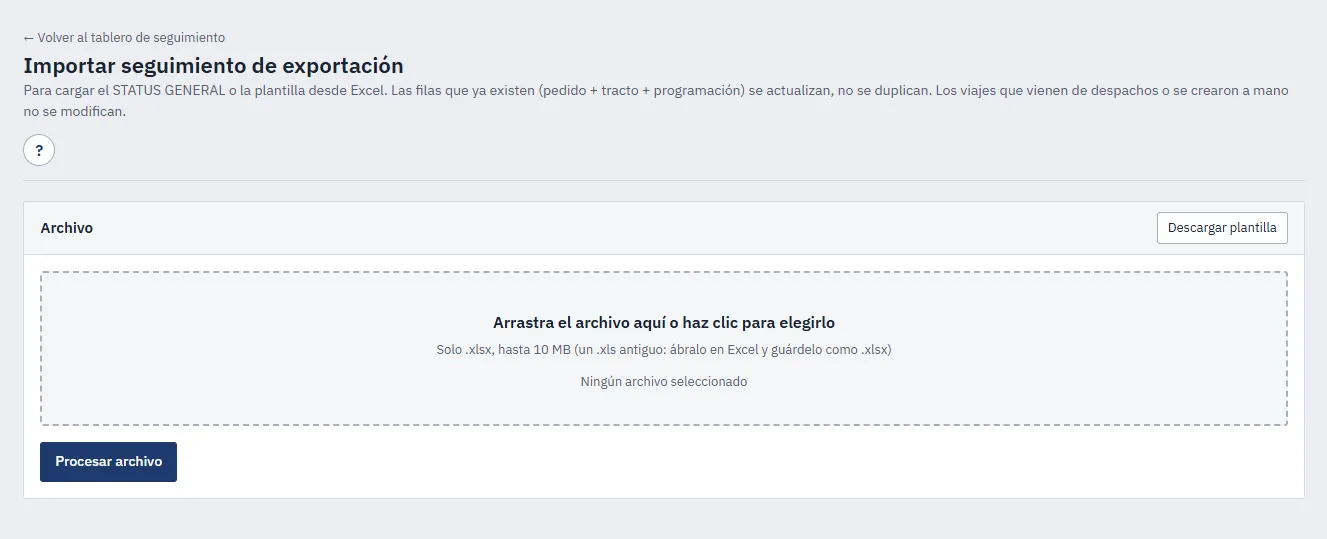 ← Volver al tablero de seguimiento
Importar seguimiento de exportación
Para cargar el STATUS GENERAL o la plantilla desde Excel. Las filas que ya existen (pedido + tracto + programación) se actualizan, no se duplican. Los viajes que vienen de despachos o se crearon a mano
no se modifican.
?
Archivo
Descargar plantilla
Arrastra el archivo aquí o haz clic para elegirlo
Solo .xlsx, hasta 10 MB (un .xls antiguo: ábralo en Excel y guárdelo como .xlsx)
Ningún archivo seleccionado
Procesar archivo